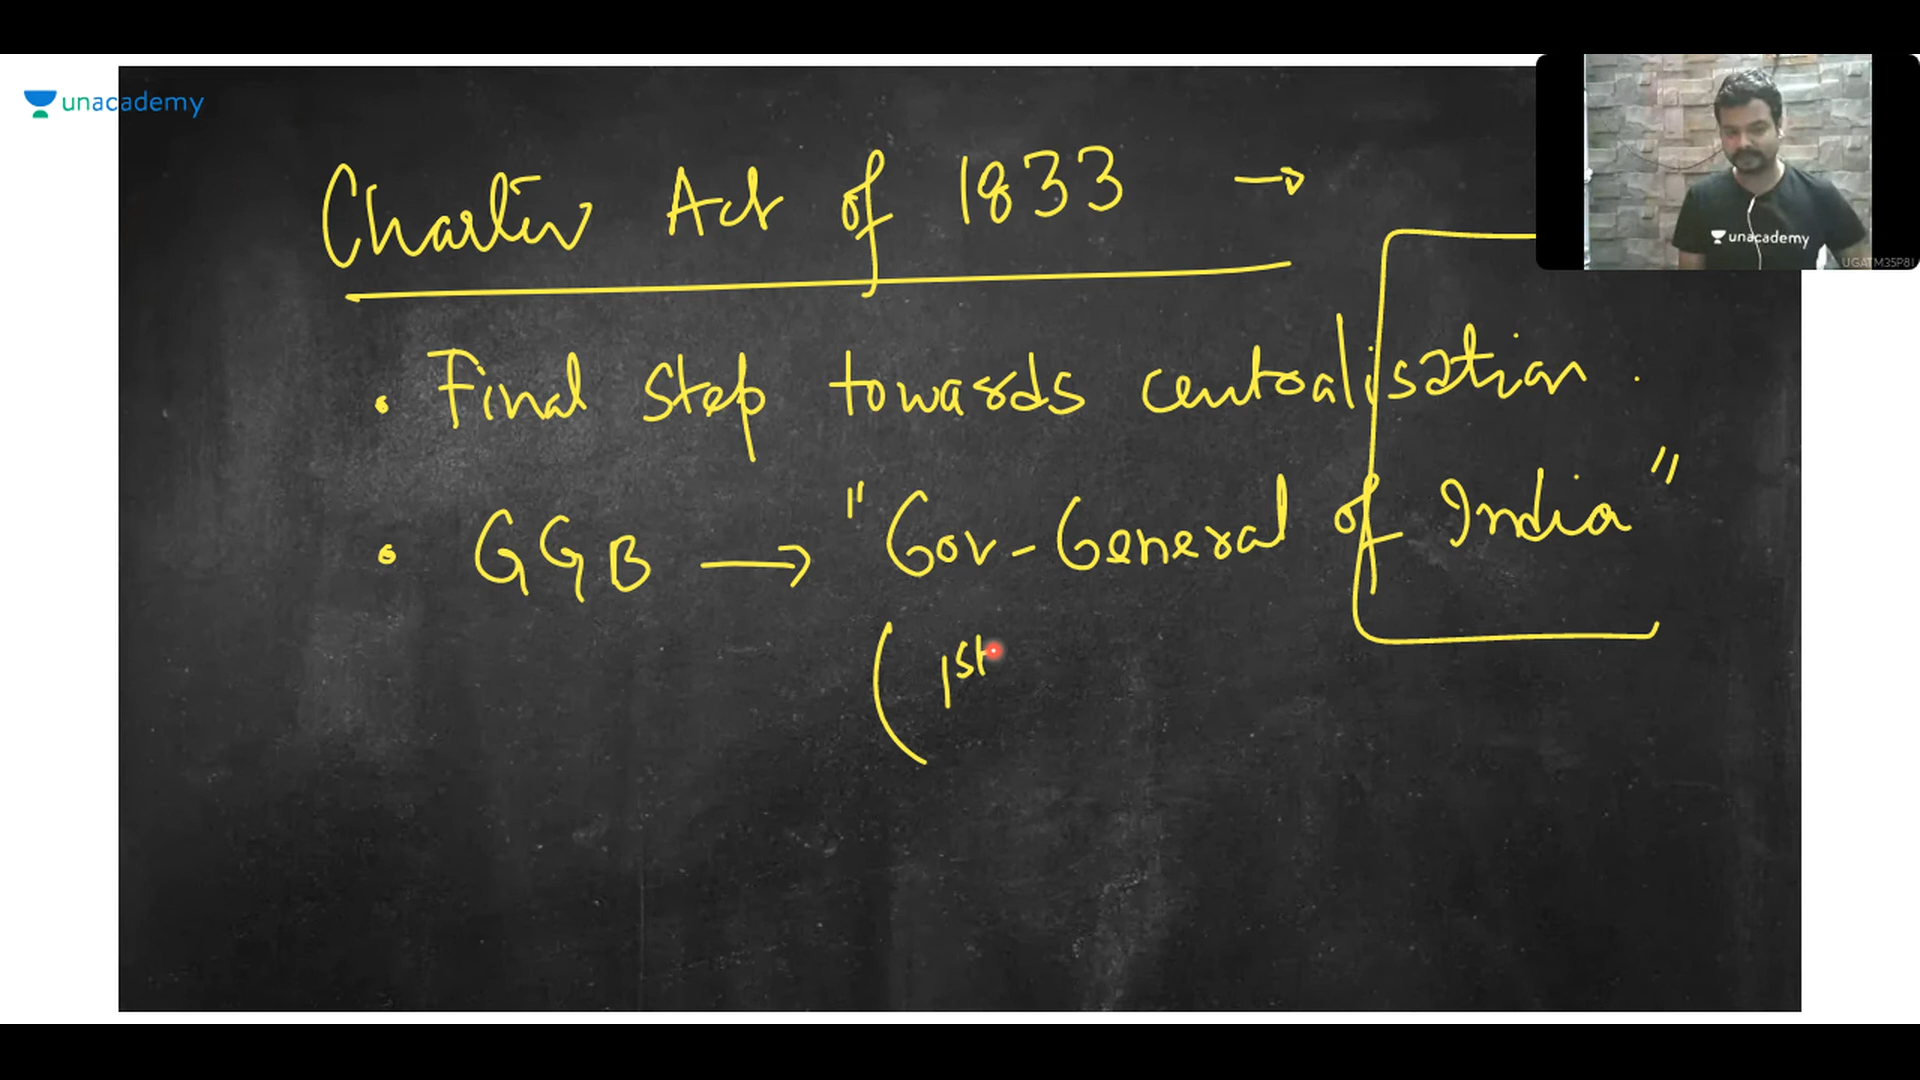 unacademy
Charter Act of 1833 →
• Final step towards centralisation.
• GGB → "Gov-General of India"
(1st
unacademy
UGATM35P8I